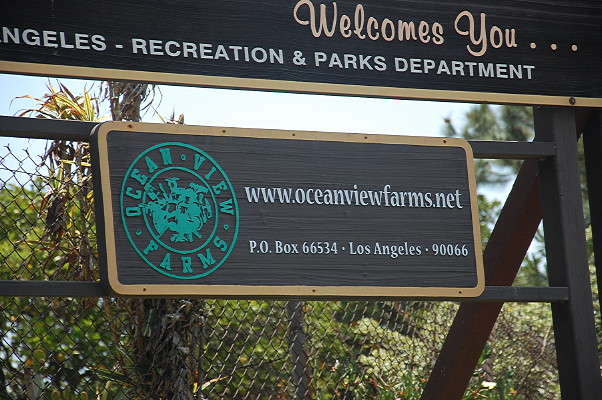 Welcomes You . . .
ANGELES - RECREATION & PARKS DEPARTMENT
OCEAN · VIEW
FARMS
www.oceanviewfarms.net
P.O. Box 66534 · Los Angeles · 90066